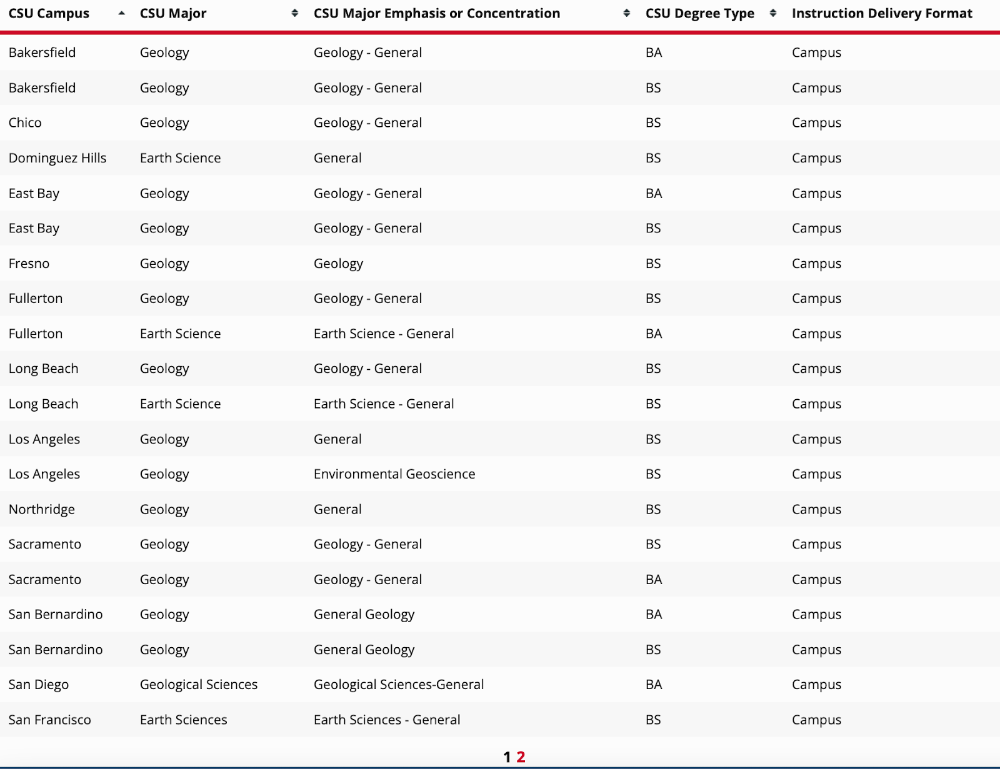 CSU Campus CSU Major CSU Major Emphasis or Concentration CSU Degree Type Instruction Delivery Format
Bakersfield Geology Geology - General BA Campus
Bakersfield Geology Geology - General BS Campus
Chico Geology Geology - General BS Campus
Dominguez Hills Earth Science General BS Campus
East Bay Geology Geology - General BA Campus
East Bay Geology Geology - General BS Campus
Fresno Geology Geology BS Campus
Fullerton Geology Geology - General BS Campus
Fullerton Earth Science Earth Science - General BA Campus
Long Beach Geology Geology - General BS Campus
Long Beach Earth Science Earth Science - General BS Campus
Los Angeles Geology General BS Campus
Los Angeles Geology Environmental Geoscience BS Campus
Northridge Geology General BS Campus
Sacramento Geology Geology - General BS Campus
Sacramento Geology Geology - General BA Campus
San Bernardino Geology General Geology BA Campus
San Bernardino Geology General Geology BS Campus
San Diego Geological Sciences Geological Sciences-General BA Campus
San Francisco Earth Sciences Earth Sciences - General BS Campus
1 2